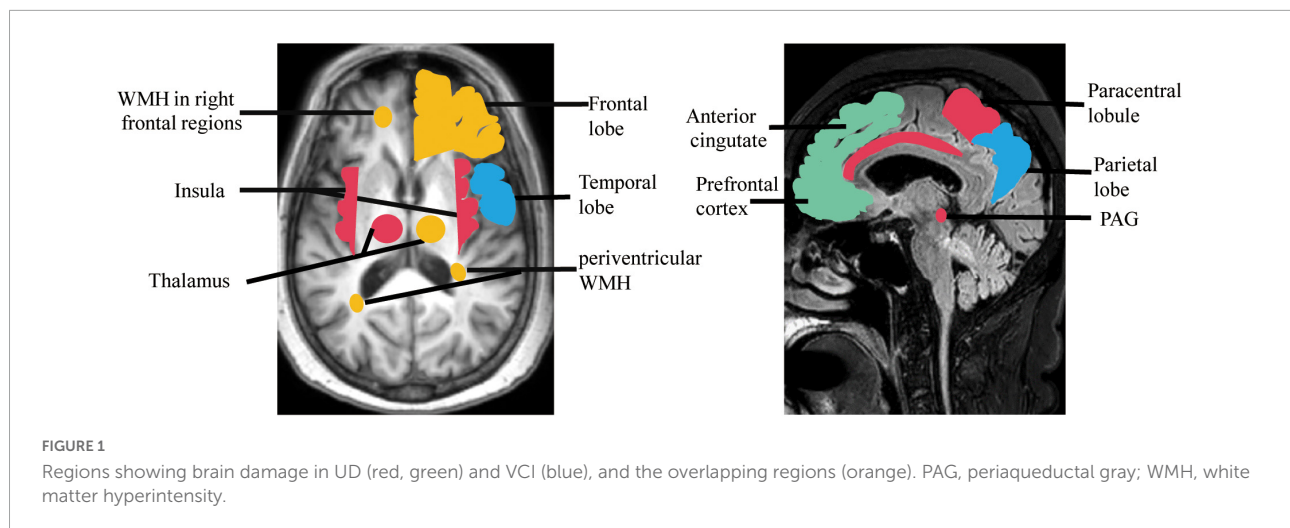 WMH in right
frontal regions
Insula
Thalamus
Frontal
lobe
Temporal
lobe
periventricular
WMH
Anterior
cingutate
Prefrontal
cortex
Paracentral
lobule
Parietal
lobe
PAG
FIGURE 1
Regions showing brain damage in UD (red, green) and VCI (blue), and the overlapping regions (orange). PAG, periaqueductal gray; WMH, white
matter hyperintensity.